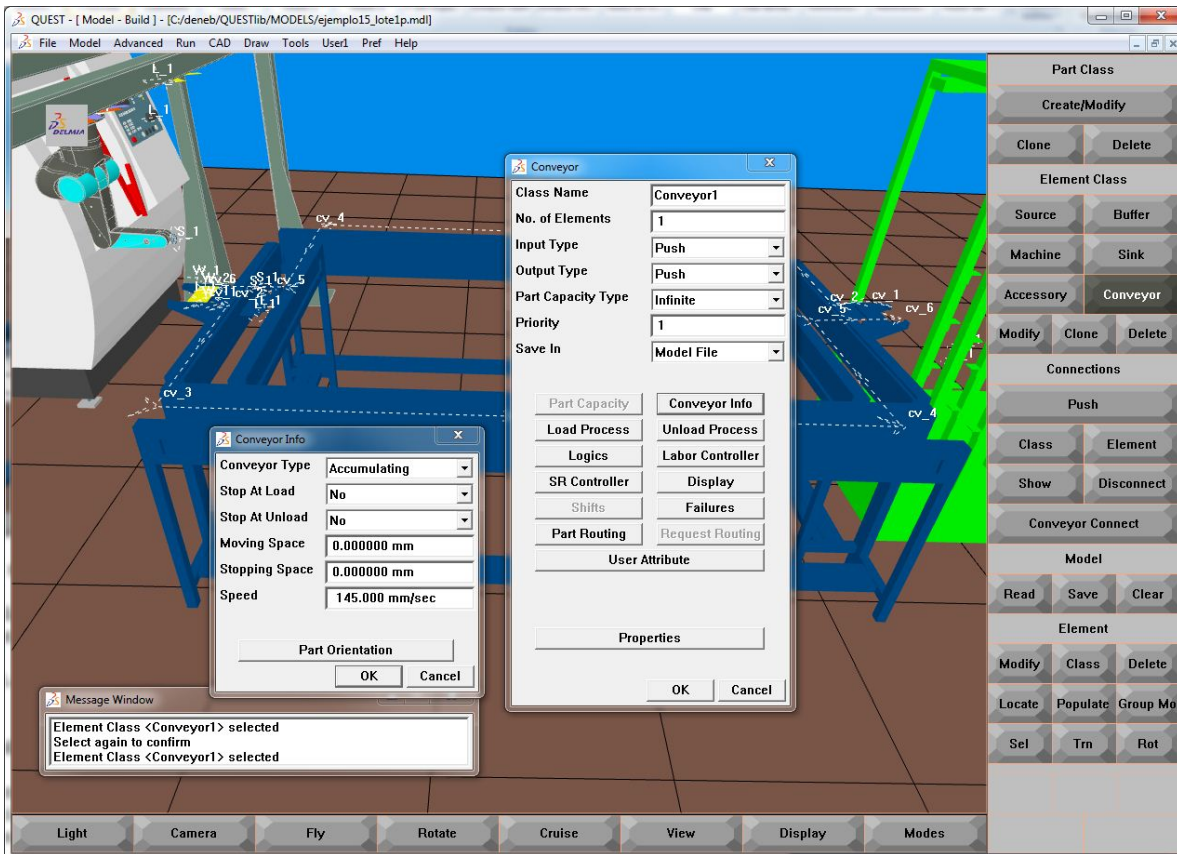 QUEST - [ Model - Build ] - [C:/deneb/QUESTlib/MODELS/ejemplo15_lote1p.mdl]
File Model Advanced Run CAD Draw Tools User1 Pref Help
DELMIA
L_1
L_1
S_1
cv_4
S_1 cv_5
cv_3
cv_2 cv_1
cv_5 cv_6
cv_4
Conveyor
Class Name Conveyor1
No. of Elements 1
Input Type Push
Output Type Push
Part Capacity Type Infinite
Priority 1
Save In Model File
Part Capacity Conveyor Info
Load Process Unload Process
Logics Labor Controller
SR Controller Display
Shifts Failures
Part Routing Request Routing
User Attribute
Properties
OK Cancel
Conveyor Info
Conveyor Type Accumulating
Stop At Load No
Stop At Unload No
Moving Space 0.000000 mm
Stopping Space 0.000000 mm
Speed 145.000 mm/sec
Part Orientation
OK Cancel
Message Window
Element Class <Conveyor1> selected
Select again to confirm
Element Class <Conveyor1> selected
Part Class
Create/Modify
Clone Delete
Element Class
Source Buffer
Machine Sink
Accessory Conveyor
Modify Clone Delete
Connections
Push
Class Element
Show Disconnect
Conveyor Connect
Model
Read Save Clear
Element
Modify Class Delete
Locate Populate Group Mo
Sel Trn Rot
Light Camera Fly Rotate Cruise View Display Modes